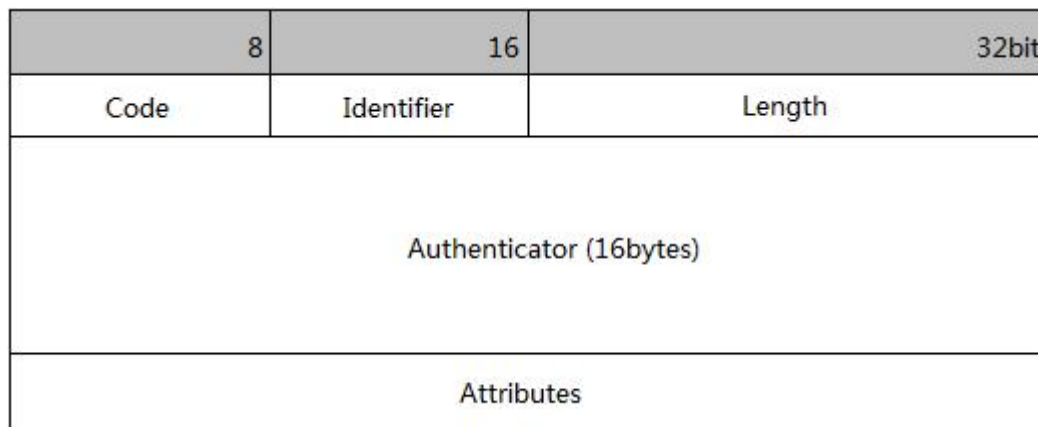 8 16 32bit
Code Identifier Length
Authenticator (16bytes)
Attributes